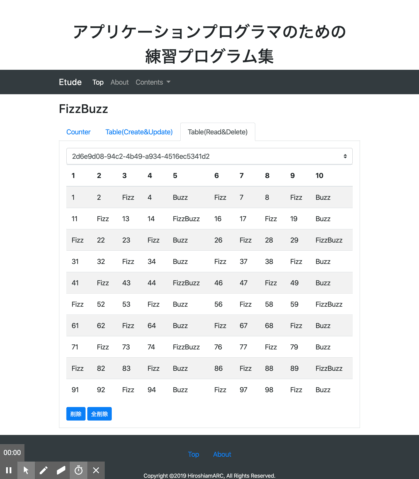 アプリケーションプログラマのための
練習プログラム集
Etude Top About Contents
FizzBuzz
Counter Table(Create&Update) Table(Read&Delete)
2d6e9d08-94c2-4b49-a934-4516ec5341d2
1 2 3 4 5 6 7 8 9 10
1 2 Fizz 4 Buzz Fizz 7 8 Fizz Buzz
11 Fizz 13 14 FizzBuzz 16 17 Fizz 19 Buzz
Fizz 22 23 Fizz Buzz 26 Fizz 28 29 FizzBuzz
31 32 Fizz 34 Buzz Fizz 37 38 Fizz Buzz
41 Fizz 43 44 FizzBuzz 46 47 Fizz 49 Buzz
Fizz 52 53 Fizz Buzz 56 Fizz 58 59 FizzBuzz
61 62 Fizz 64 Buzz Fizz 67 68 Fizz Buzz
71 Fizz 73 74 FizzBuzz 76 77 Fizz 79 Buzz
Fizz 82 83 Fizz Buzz 86 Fizz 88 89 FizzBuzz
91 92 Fizz 94 Buzz Fizz 97 98 Fizz Buzz
削除 全削除
Top About
00:00
Copyright ©2019 HiroshiamARC, All Rights Reserved.